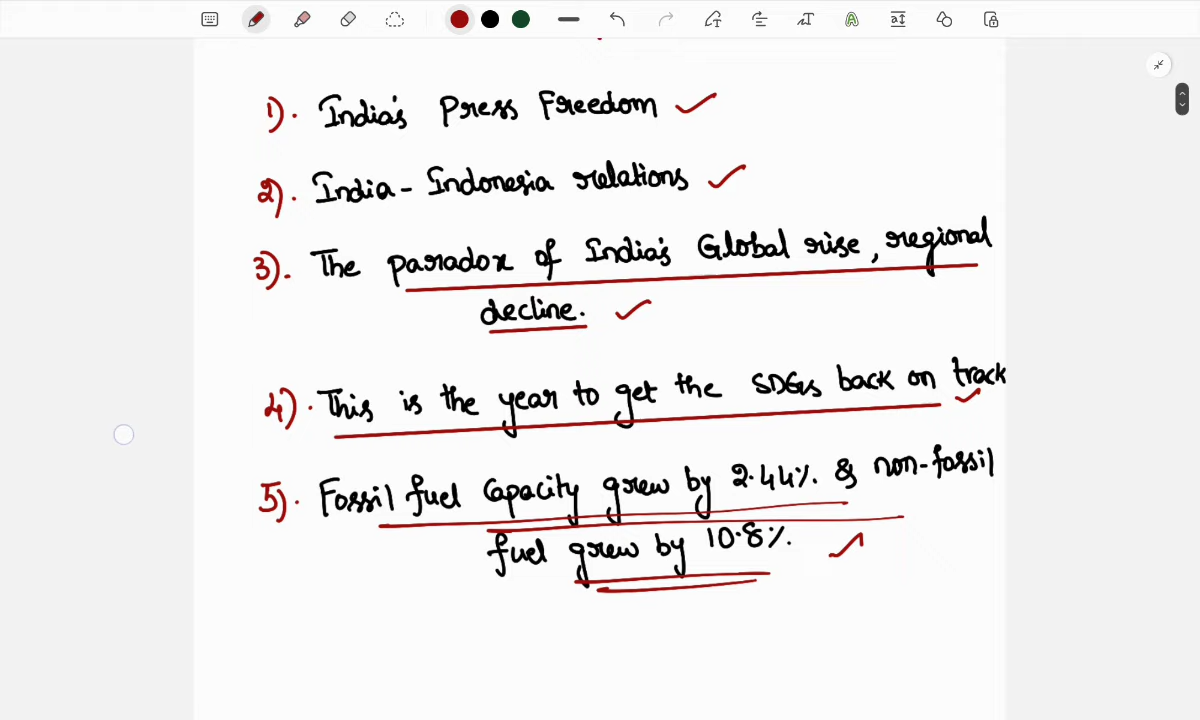 1). India's Press Freedom
2). India - Indonesia relations
3). The paradox of India's Global rise, regional
decline.
4). This is the year to get the SDGs back on track
5). Fossil fuel capacity grew by 2.44% & non-fossil
fuel grew by 10.8%.